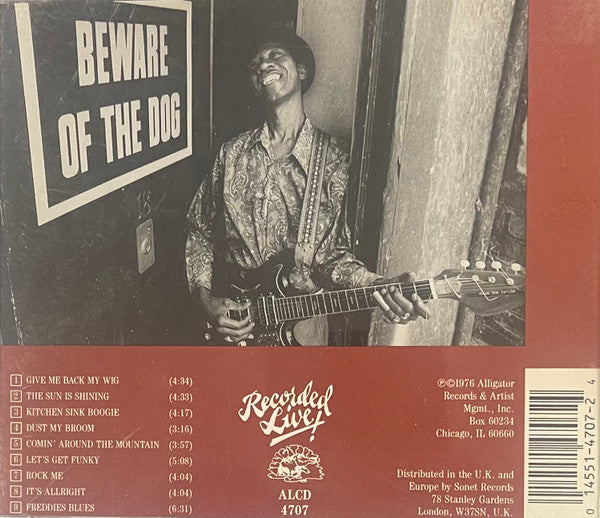 BEWARE
OF THE DOG
1 GIVE ME BACK MY WIG (4:34)
2 THE SUN IS SHINING (4:33)
3 KITCHEN SINK BOOGIE (4:17)
4 DUST MY BROOM (3:16)
5 COMIN' AROUND THE MOUNTAIN (3:57)
6 LET'S GET FUNKY (5:08)
7 ROCK ME (4:04)
8 IT'S ALLRIGHT (4:04)
9 FREDDIES BLUES (6:31)
Recorded
Live!
ALCD
4707
℗©1976 Alligator
Records & Artist
Mgmt., Inc.
Box 60234
Chicago, IL 60660
Distributed in the U.K. and
Europe by Sonet Records
78 Stanley Gardens
London, W37SN, U.K.
0 14551-4707-2 4